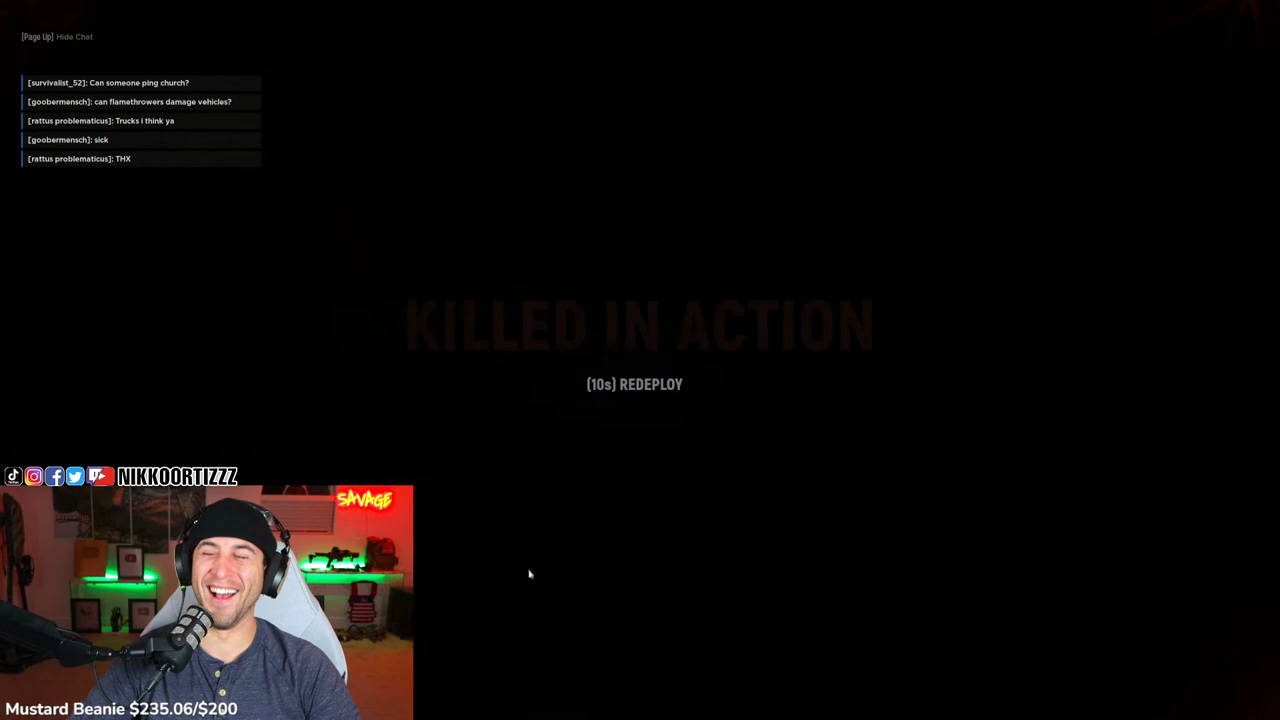 [Page Up] Hide Chat
[survivalist_52]: Can someone ping church?
[goobermensch]: can flamethrowers damage vehicles?
[rattus problematicus]: Trucks i think ya
[goobermensch]: sick
[rattus problematicus]: THX
KILLED IN ACTION
(10s) REDEPLOY
NIKKOORTIZZZ
SAVAGE
Mustard Beanie $235.06/$200